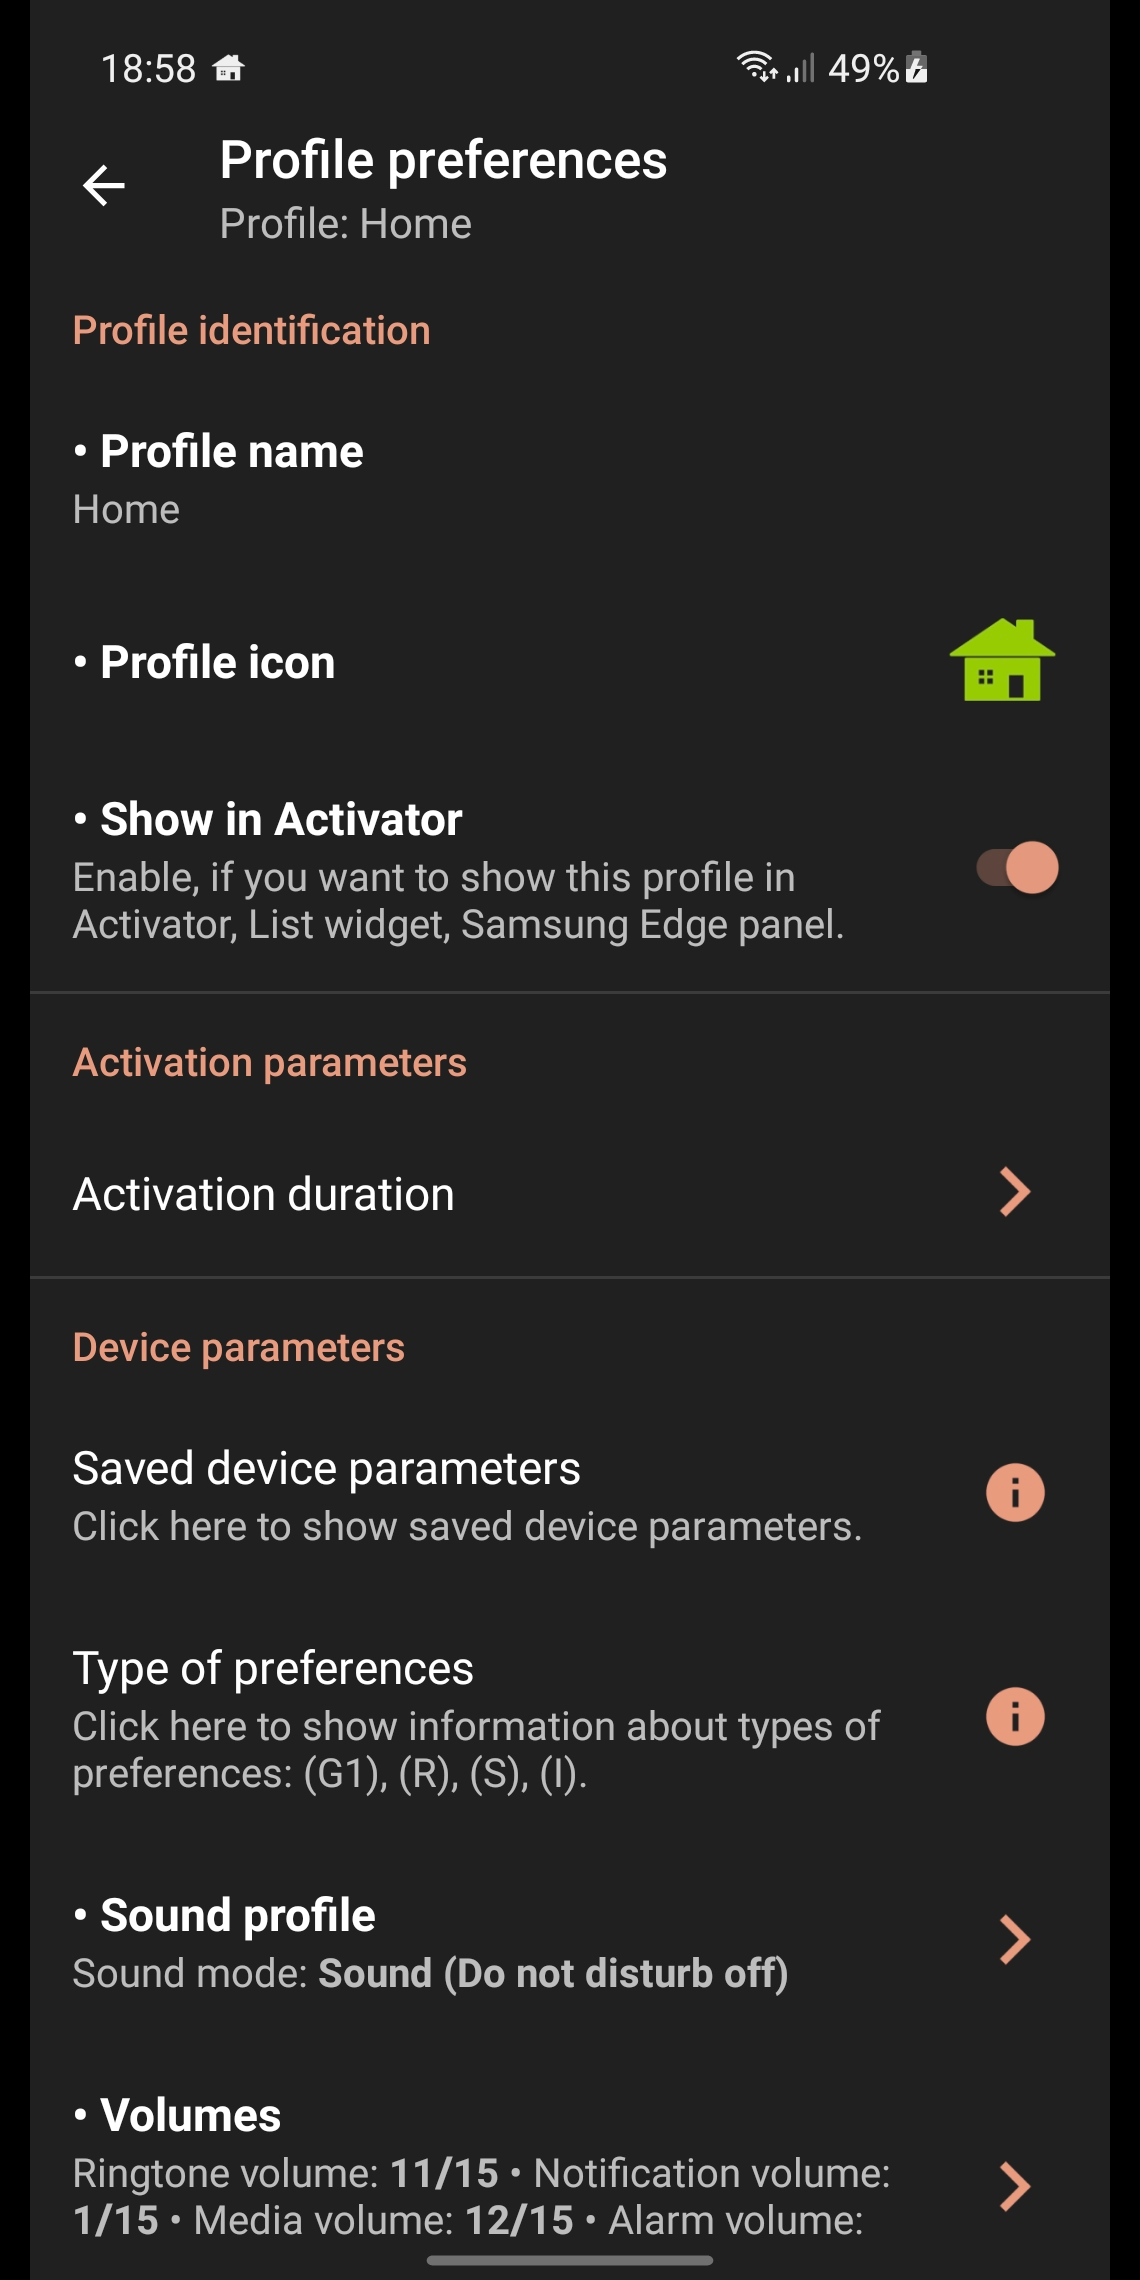 18:58
49%
Profile preferences
Profile: Home
Profile identification
• Profile name
Home
• Profile icon
• Show in Activator
Enable, if you want to show this profile in
Activator, List widget, Samsung Edge panel.
Activation parameters
Activation duration
Device parameters
Saved device parameters
Click here to show saved device parameters.
Type of preferences
Click here to show information about types of
preferences: (G1), (R), (S), (I).
• Sound profile
Sound mode: Sound (Do not disturb off)
• Volumes
Ringtone volume: 11/15 • Notification volume:
1/15 • Media volume: 12/15 • Alarm volume: